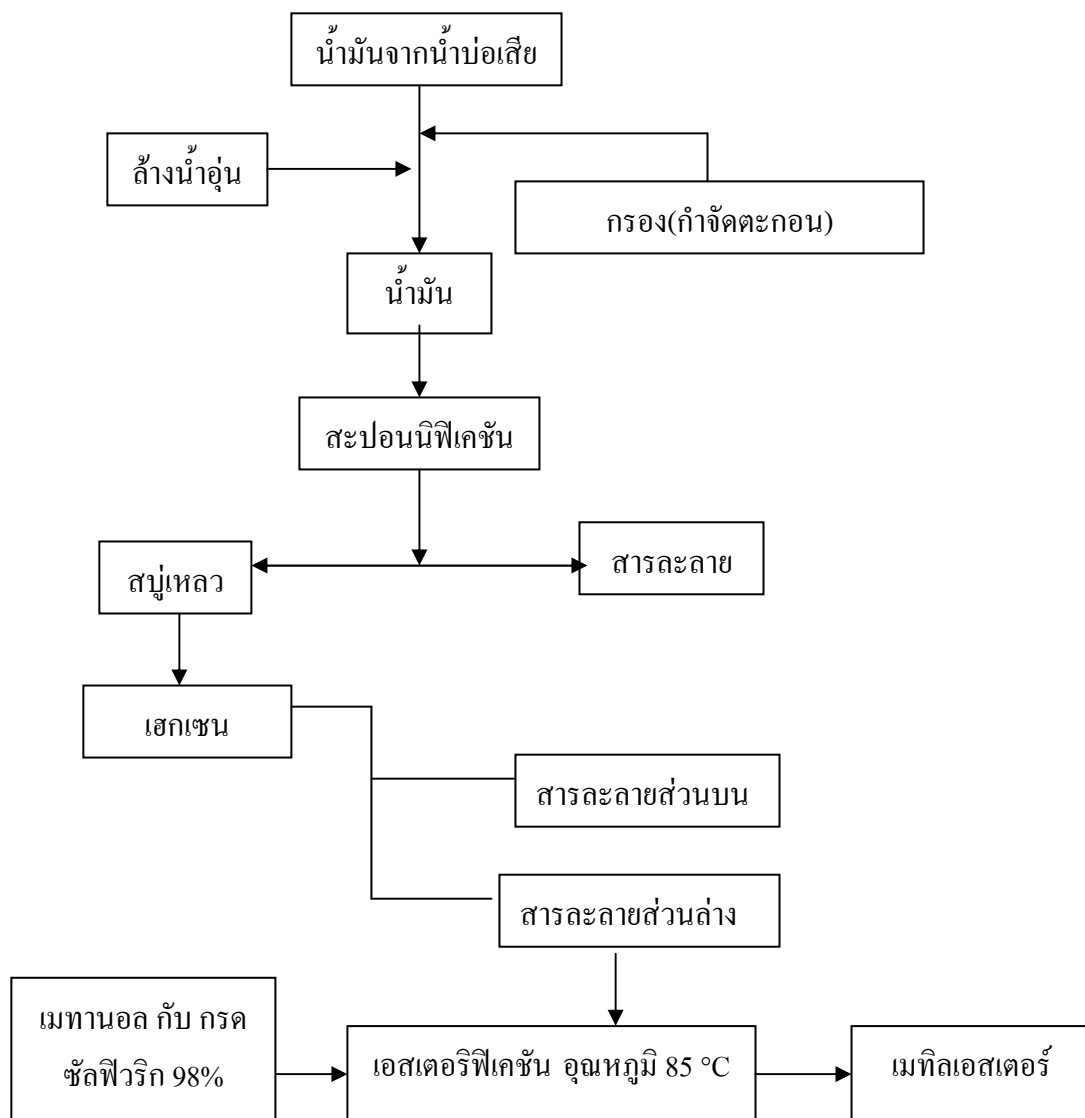 น้ำมันจากน้ำบ่อเสีย
ล้างน้ำอุ่น
กรอง(กำจัดตะกอน)
น้ำมัน
สะปอนนิฟิเคชัน
สบู่เหลว
สารละลาย
เฮกเซน
สารละลายส่วนบน
สารละลายส่วนล่าง
เมทานอล กับ กรด
ซัลฟิวริก 98%
เอสเตอริฟิเคชัน อุณหภูมิ 85 °C
เมทิลเอสเตอร์